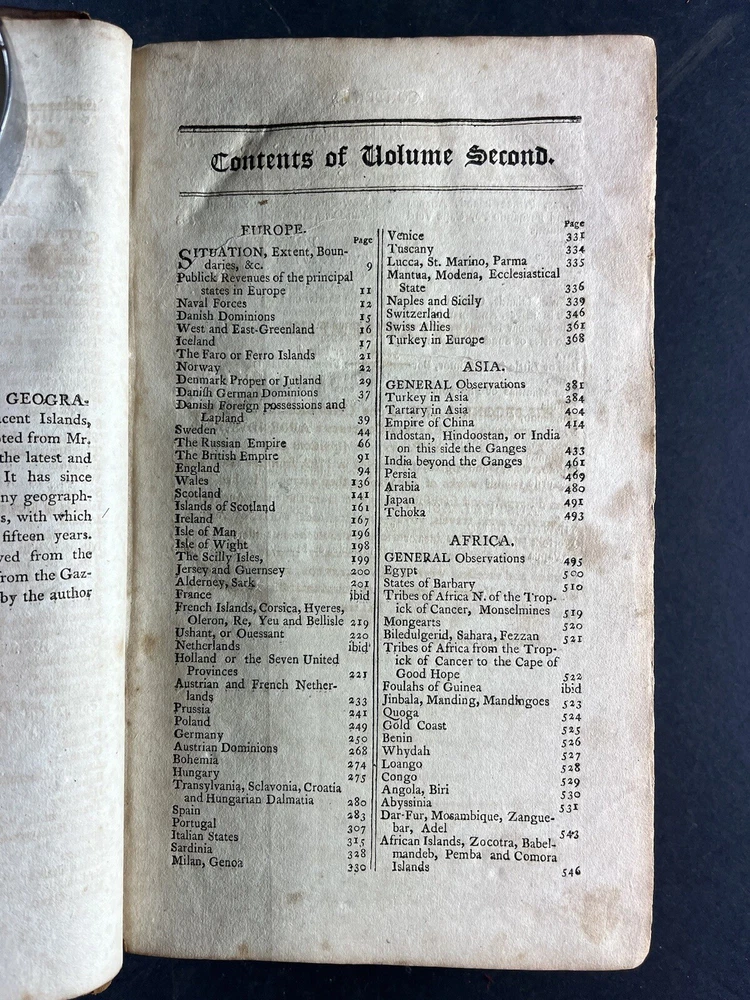 GEOGRA-
cent Islands,
ted from Mr.
the latest and
It has since
ny geograph-
s, with which
fifteen years.
ved from the
from the Gaz-
by the author
Contents of Volume Second.
EUROPE.
Page
SITUATION, Extent, Boun-
daries, &c. 9
Publick Revenues of the principal
states in Europe 11
Naval Forces 12
Danish Dominions 15
West and East-Greenland 16
Iceland 17
The Faro or Ferro Islands 21
Norway 22
Denmark Proper or Jutland 29
Danish German Dominions 37
Danish Foreign possessions and
Lapland 39
Sweden 44
The Russian Empire 66
The British Empire 91
England 94
Wales 136
Scotland 141
Islands of Scotland 161
Ireland 167
Isle of Man 196
Isle of Wight 198
The Scilly Isles, 199
Jersey and Guernsey 200
Alderney, Sark 201
France ibid
French Islands, Corsica, Hyeres,
Oleron, Re, Yeu and Bellisle 219
Ushant, or Ouessant 220
Netherlands ibid
Holland or the Seven United
Provinces 221
Austrian and French Nether-
lands 233
Prussia 241
Poland 249
Germany 250
Austrian Dominions 268
Bohemia 274
Hungary 275
Transylvania, Sclavonia, Croatia
and Hungarian Dalmatia 280
Spain 283
Portugal 307
Italian States 315
Sardinia 328
Milan, Genoa 330
Page
Venice 331
Tuscany 334
Lucca, St. Marino, Parma 335
Mantua, Modena, Ecclesiastical
State 336
Naples and Sicily 339
Switzerland 346
Swiss Allies 361
Turkey in Europe 368
ASIA.
GENERAL Observations 381
Turkey in Asia 384
Tartary in Asia 404
Empire of China 414
Indostan, Hindoostan, or India
on this side the Ganges 433
India beyond the Ganges 461
Persia 469
Arabia 480
Japan 491
Tchoka 493
AFRICA.
GENERAL Observations 495
Egypt 500
States of Barbary 510
Tribes of Africa N. of the Trop-
ick of Cancer, Monselmines 519
Mongearts 520
Biledulgerid, Sahara, Fezzan 521
Tribes of Africa from the Trop-
ick of Cancer to the Cape of
Good Hope 522
Foulahs of Guinea ibid
Jinbala, Manding, Mandingoes 523
Quoga 524
Gold Coast 525
Benin 526
Whydah 527
Loango 528
Congo 529
Angola, Biri 530
Abyssinia 531
Dar-Fur, Mosambique, Zangue-
bar, Adel 543
African Islands, Zocotra, Babel-
mandeb, Pemba and Comora
Islands 546